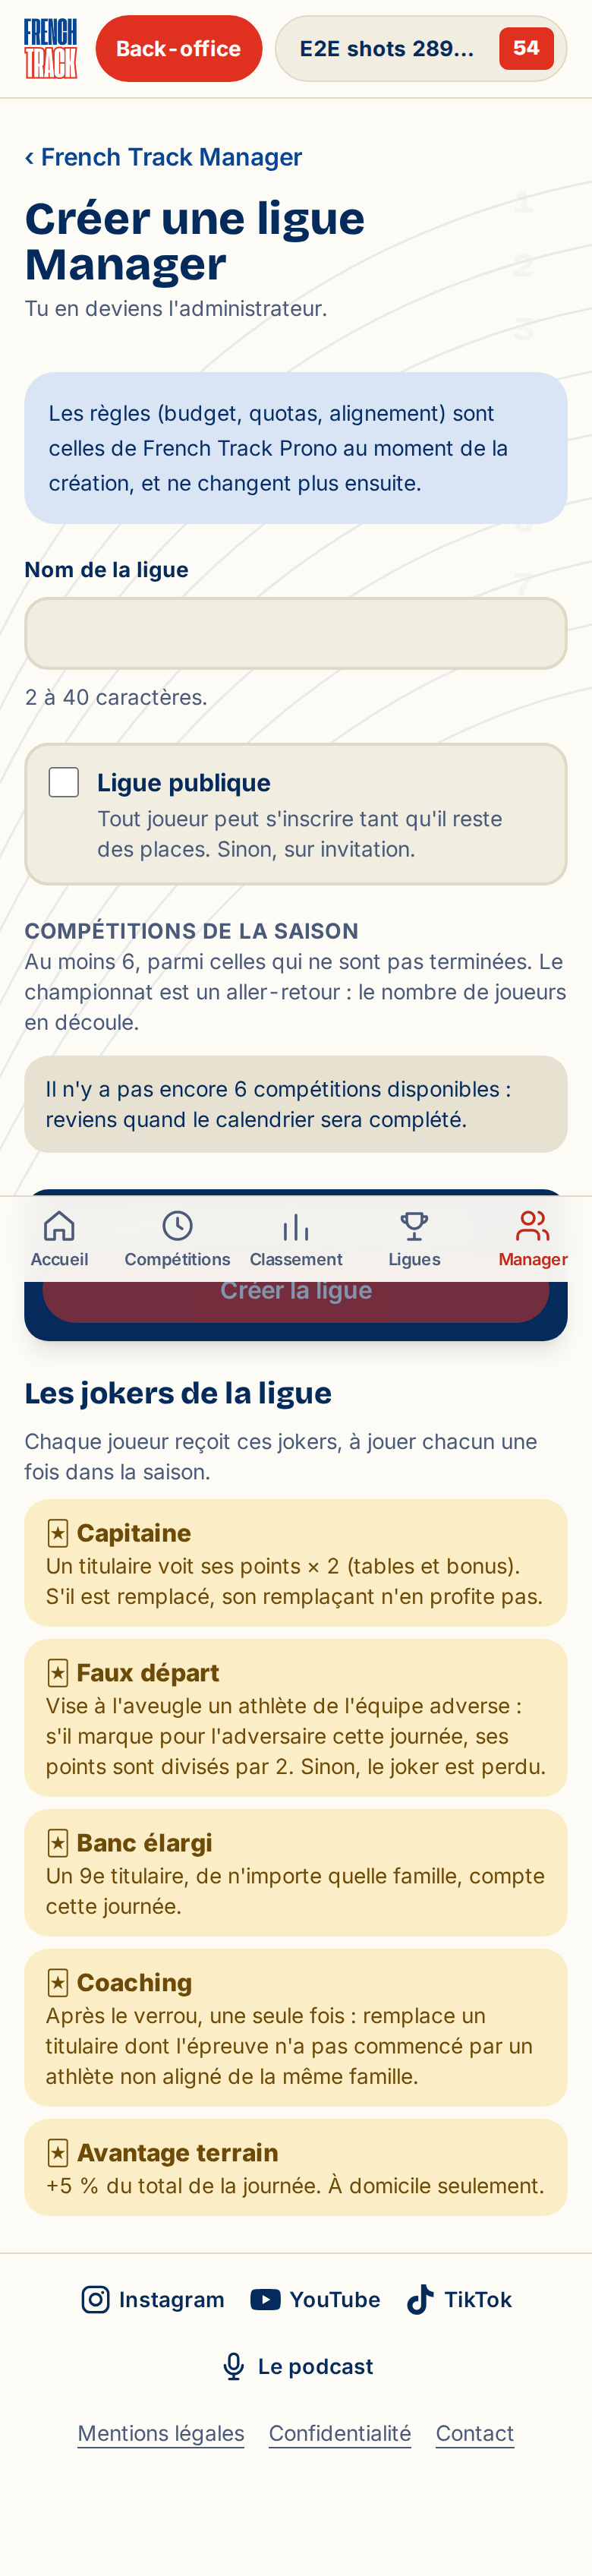 FRENCH
TRACK
Back-office
E2E shots 289...
54
‹ French Track Manager
Créer une ligue
Manager
Tu en deviens l'administrateur.
1
2
3
Les règles (budget, quotas, alignement) sont
celles de French Track Prono au moment de la
création, et ne changent plus ensuite.
Nom de la ligue
7
2 à 40 caractères.
Ligue publique
Tout joueur peut s'inscrire tant qu'il reste
des places. Sinon, sur invitation.
COMPÉTITIONS DE LA SAISON
Au moins 6, parmi celles qui ne sont pas terminées. Le
championnat est un aller-retour : le nombre de joueurs
en découle.
Il n'y a pas encore 6 compétitions disponibles :
reviens quand le calendrier sera complété.
Accueil
Compétitions
Classement
Ligues
Manager
Créer la ligue
Les jokers de la ligue
Chaque joueur reçoit ces jokers, à jouer chacun une
fois dans la saison.
Capitaine
Un titulaire voit ses points × 2 (tables et bonus).
S'il est remplacé, son remplaçant n'en profite pas.
Faux départ
Vise à l'aveugle un athlète de l'équipe adverse :
s'il marque pour l'adversaire cette journée, ses
points sont divisés par 2. Sinon, le joker est perdu.
Banc élargi
Un 9e titulaire, de n'importe quelle famille, compte
cette journée.
Coaching
Après le verrou, une seule fois : remplace un
titulaire dont l'épreuve n'a pas commencé par un
athlète non aligné de la même famille.
Avantage terrain
+5 % du total de la journée. À domicile seulement.
Instagram
YouTube
TikTok
Le podcast
Mentions légales
Confidentialité
Contact